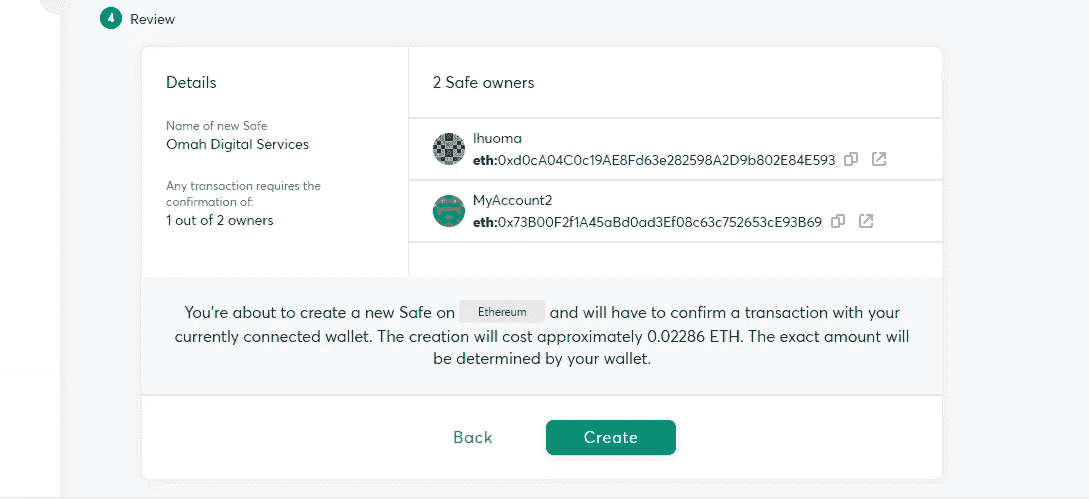 4 Review
Details
Name of new Safe
Omah Digital Services
Any transaction requires the
confirmation of:
1 out of 2 owners
2 Safe owners
Ihuoma
eth:0xd0cA04C0c19AE8Fd63e282598A2D9b802E84E593
MyAccount2
eth:0x73B00F2f1A45aBd0ad3Ef08c63c752653cE93B69
You're about to create a new Safe on Ethereum and will have to confirm a transaction with your
currently connected wallet. The creation will cost approximately 0.02286 ETH. The exact amount will
be determined by your wallet.
Back
Create